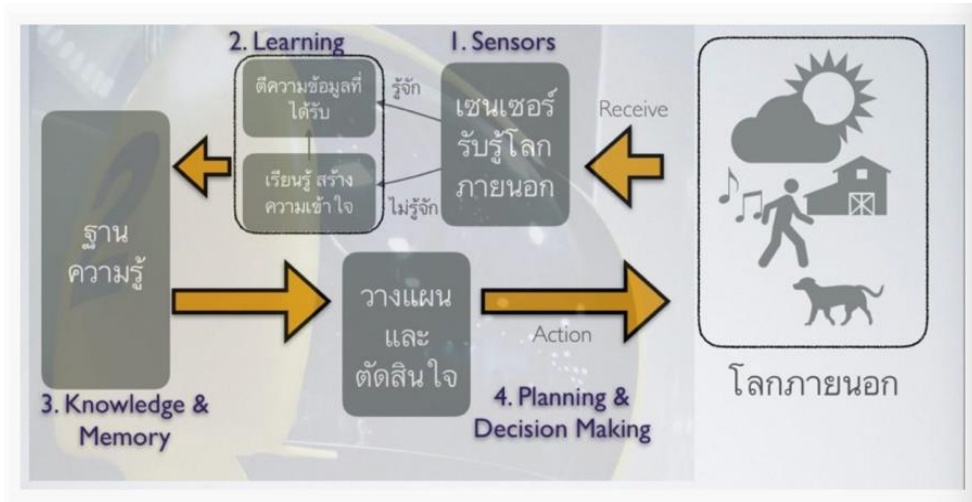 2. Learning
1. Sensors
ตีความข้อมูลที่
ได้รับ
รู้จัก
เซนเซอร์
รับรู้โลก
ภายนอก
Receive
เรียนรู้ สร้าง
ความเข้าใจ
ไม่รู้จัก
ฐาน
ความรู้
วางแผน
และ
ตัดสินใจ
Action
โลกภายนอก
3. Knowledge &
Memory
4. Planning &
Decision Making